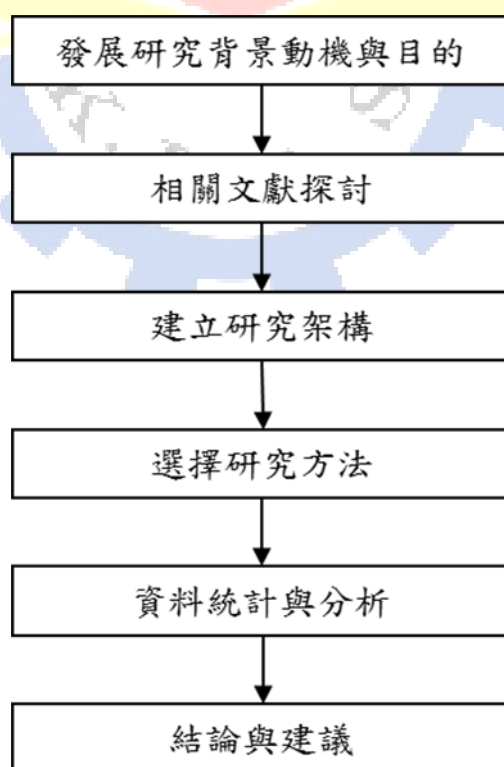 發展研究背景動機與目的
相關文獻探討
建立研究架構
選擇研究方法
資料統計與分析
結論與建議